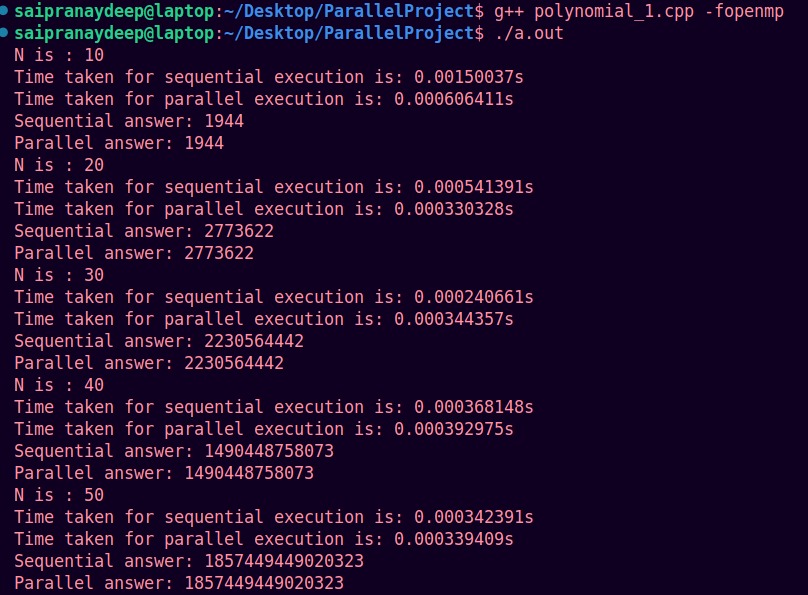 saipranaydeep@laptop:~/Desktop/ParallelProject$ g++ polynomial_1.cpp -fopenmp
saipranaydeep@laptop:~/Desktop/ParallelProject$ ./a.out
N is : 10
Time taken for sequential execution is: 0.00150037s
Time taken for parallel execution is: 0.000606411s
Sequential answer: 1944
Parallel answer: 1944
N is : 20
Time taken for sequential execution is: 0.000541391s
Time taken for parallel execution is: 0.000330328s
Sequential answer: 2773622
Parallel answer: 2773622
N is : 30
Time taken for sequential execution is: 0.000240661s
Time taken for parallel execution is: 0.000344357s
Sequential answer: 2230564442
Parallel answer: 2230564442
N is : 40
Time taken for sequential execution is: 0.000368148s
Time taken for parallel execution is: 0.000392975s
Sequential answer: 1490448758073
Parallel answer: 1490448758073
N is : 50
Time taken for sequential execution is: 0.000342391s
Time taken for parallel execution is: 0.000339409s
Sequential answer: 1857449449020323
Parallel answer: 1857449449020323